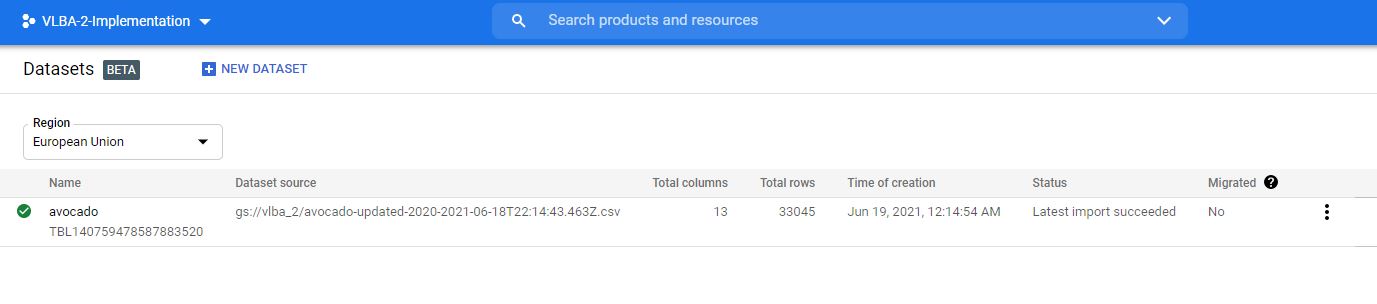 VLBA-2-Implementation
Search products and resources
Datasets BETA NEW DATASET
Region
European Union
Name Dataset source Total columns Total rows Time of creation Status Migrated ?
avocado gs://vlba_2/avocado-updated-2020-2021-06-18T22:14:43.463Z.csv 13 33045 Jun 19, 2021, 12:14:54 AM Latest import succeeded No
TBL140759478587883520